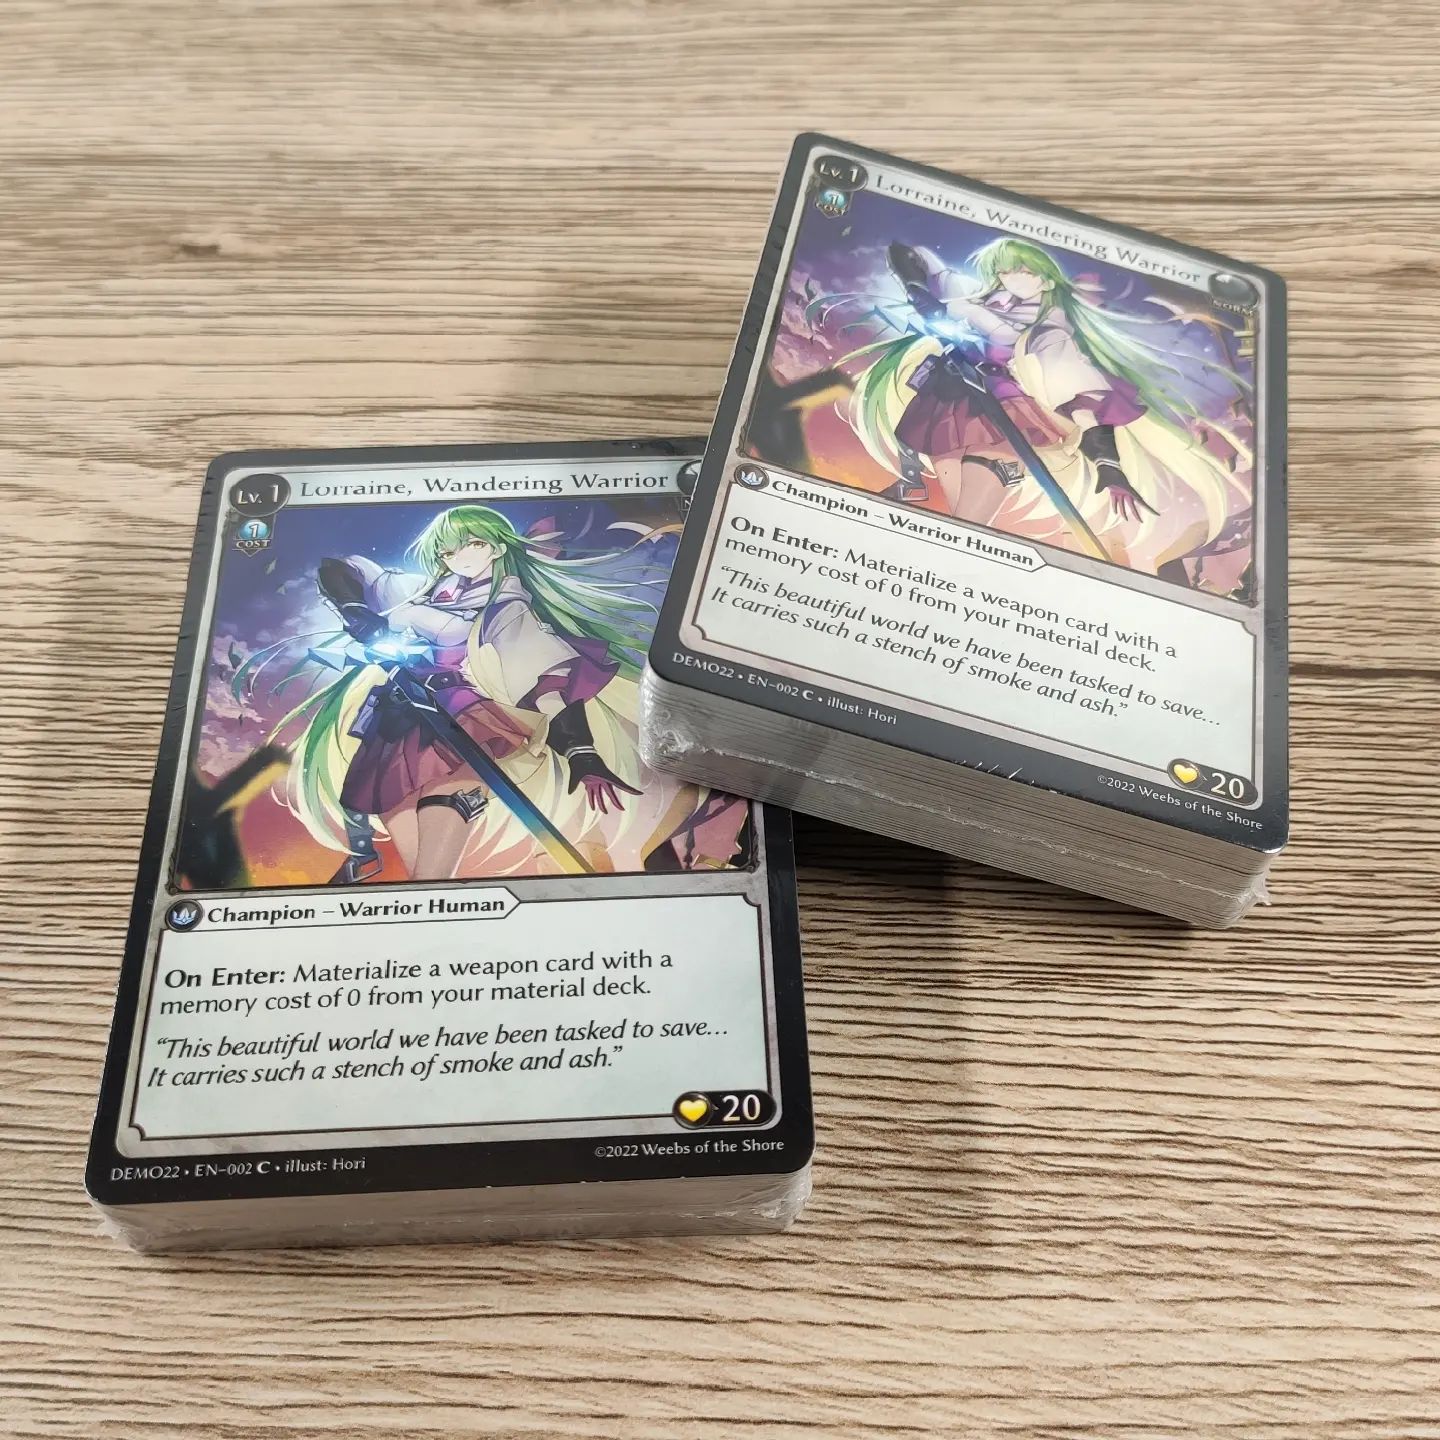 Lv. 1 Lorraine, Wandering Warrior
1
COST
Champion – Warrior Human
On Enter: Materialize a weapon card with a
memory cost of 0 from your material deck.
“This beautiful world we have been tasked to save...
It carries such a stench of smoke and ash.”
20
DEMO22 • EN-002 C • illust: Hori
©2022 Weebs of the Shore
Lv. 1 Lorraine, Wandering Warrior
1
COST
NORM
Champion – Warrior Human
On Enter: Materialize a weapon card with a
memory cost of 0 from your material deck.
“This beautiful world we have been tasked to save...
It carries such a stench of smoke and ash.”
20
DEMO22 • EN-002 C • illust: Hori
©2022 Weebs of the Shore